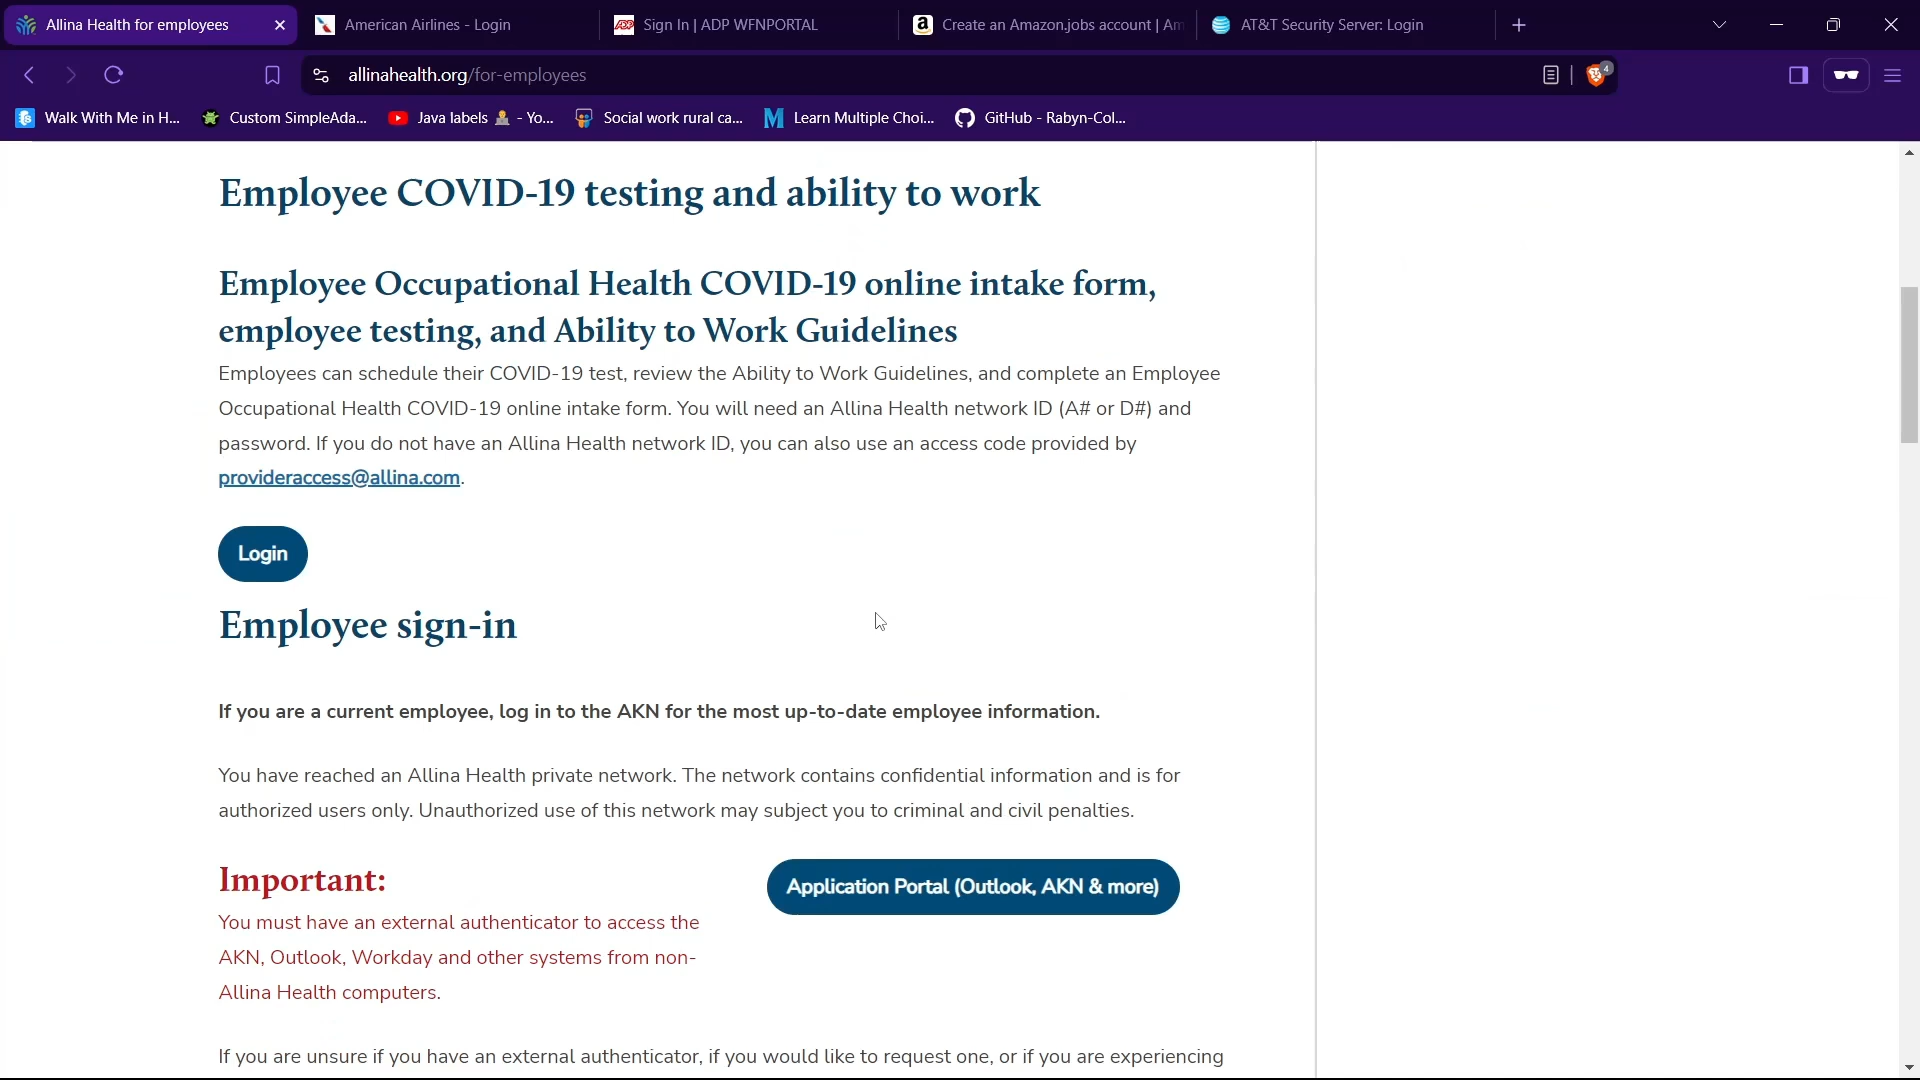 Allina Health for employees
American Airlines - Login
Sign In | ADP WFNPORTAL
Create an Amazon.jobs account | Am
AT&T Security Server: Login
allinahealth.org/for-employees
4
Walk With Me in H...
Custom SimpleAda...
Java labels - Yo...
Social work rural ca...
Learn Multiple Choi...
GitHub - Rabyn-Col...
Employee COVID-19 testing and ability to work
Employee Occupational Health COVID-19 online intake form,
employee testing, and Ability to Work Guidelines
Employees can schedule their COVID-19 test, review the Ability to Work Guidelines, and complete an Employee
Occupational Health COVID-19 online intake form. You will need an Allina Health network ID (A# or D#) and
password. If you do not have an Allina Health network ID, you can also use an access code provided by
provideraccess@allina.com.
Login
Employee sign-in
If you are a current employee, log in to the AKN for the most up-to-date employee information.
You have reached an Allina Health private network. The network contains confidential information and is for
authorized users only. Unauthorized use of this network may subject you to criminal and civil penalties.
Important:
Application Portal (Outlook, AKN & more)
You must have an external authenticator to access the
AKN, Outlook, Workday and other systems from non-
Allina Health computers.
If you are unsure if you have an external authenticator, if you would like to request one, or if you are experiencing